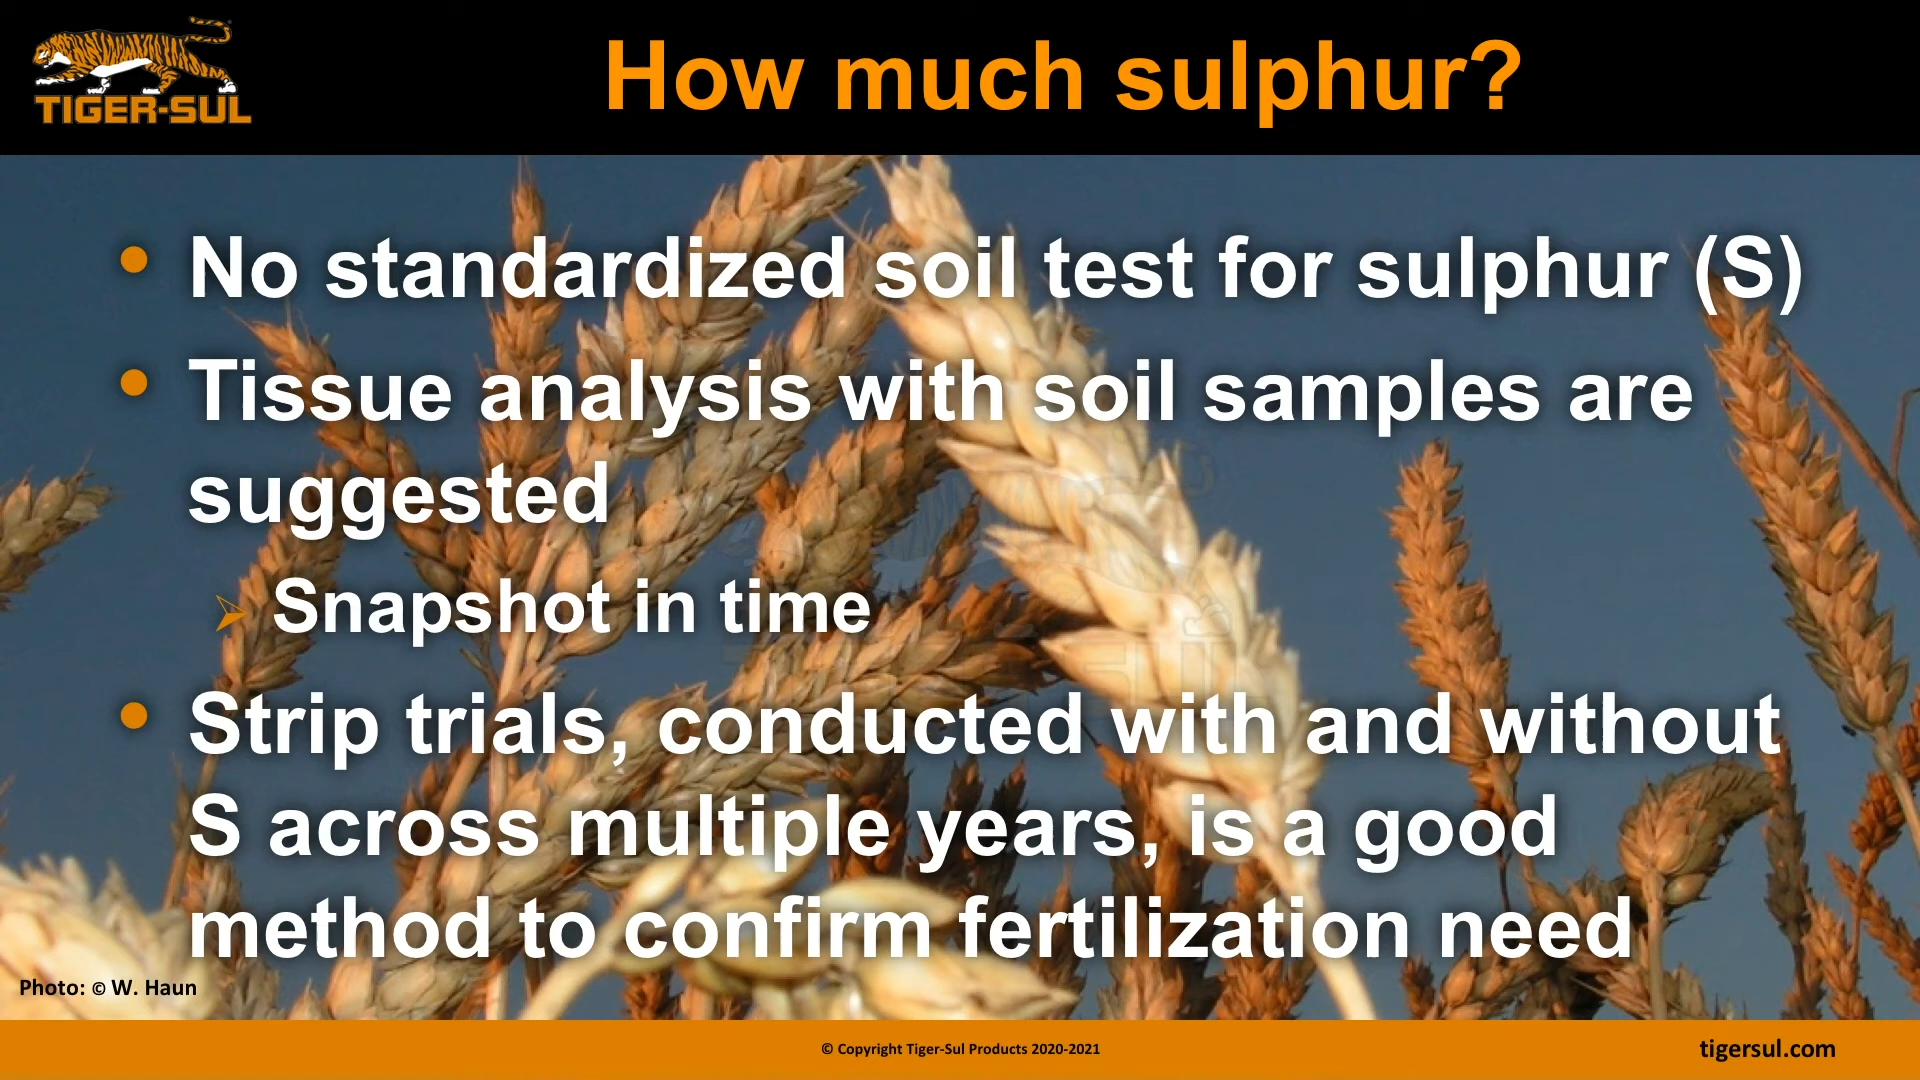 TIGER-SUL
How much sulphur?
• No standardized soil test for sulphur (S)
• Tissue analysis with soil samples are
suggested
➢ Snapshot in time
• Strip trials, conducted with and without
S across multiple years, is a good
method to confirm fertilization need
Photo: © W. Haun
© Copyright Tiger-Sul Products 2020-2021
tigersul.com